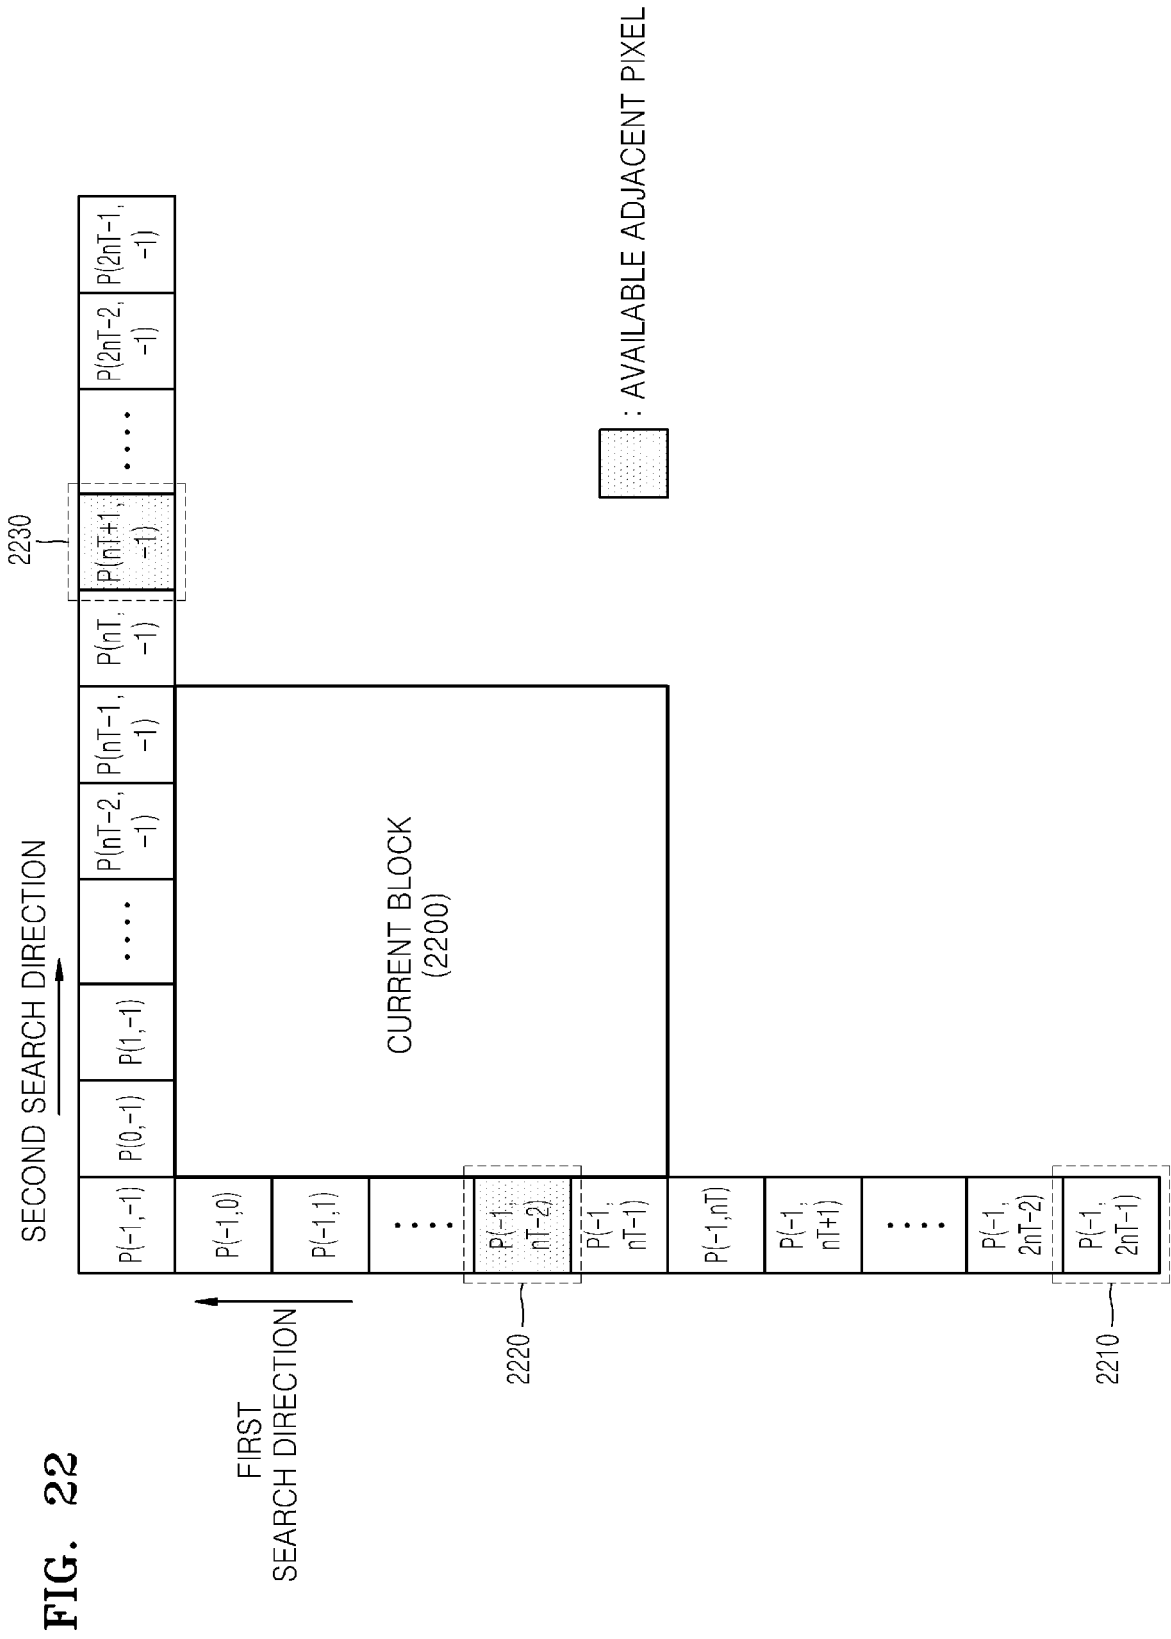 FIG. 22
2230
SECOND SEARCH DIRECTION
P(-1,-1)
P(0,-1)
P(1,-1)
....
P(nT-2,
-1)
P(nT-1,
-1)
P(nT,
-1)
P(nT+1,
-1)
....
P(2nT-2,
-1)
P(2nT-1,
-1)
FIRST
SEARCH DIRECTION
P(-1,0)
P(-1,1)
....
2220
P(-1,
nT-2)
P(-1,
nT-1)
P(-1,nT)
P(-1,
nT+1)
....
P(-1,
2nT-2)
2210
P(-1,
2nT-1)
CURRENT BLOCK
(2200)
: AVAILABLE ADJACENT PIXEL